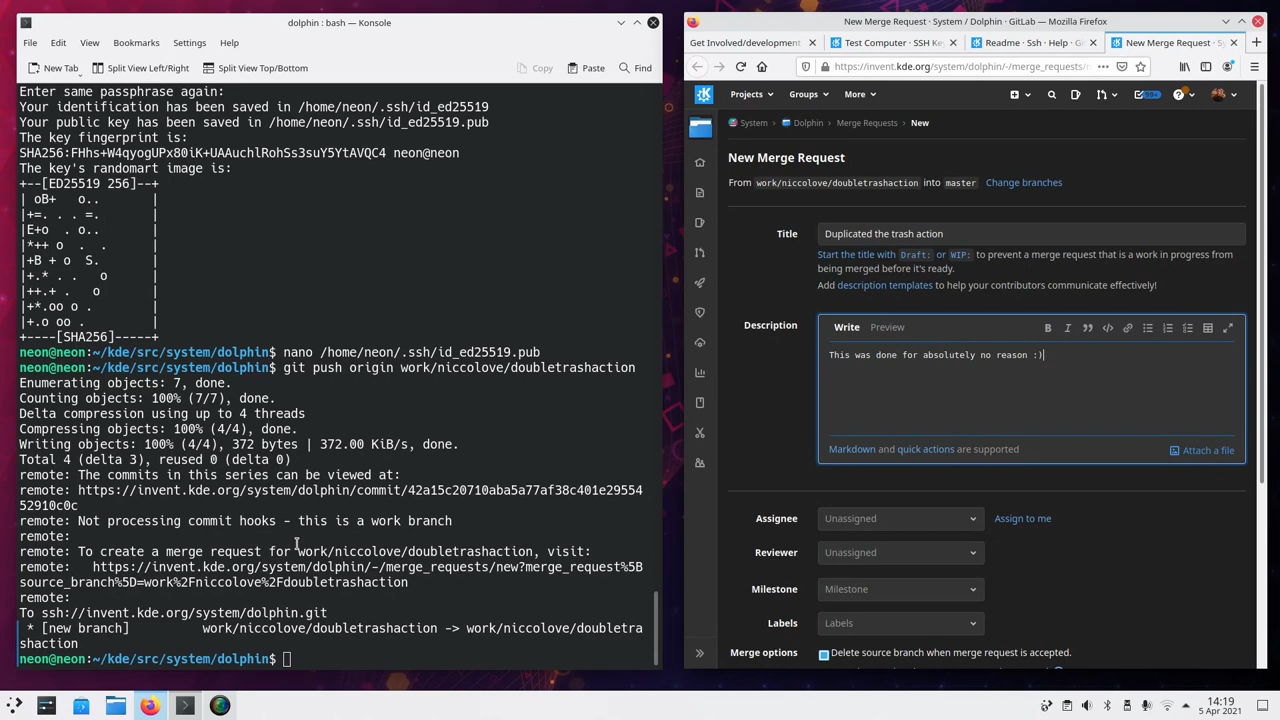 dolphin : bash — Konsole
File Edit View Bookmarks Settings Help
New Tab Split View Left/Right Split View Top/Bottom Copy Paste Find
Enter same passphrase again:
Your identification has been saved in /home/neon/.ssh/id_ed25519
Your public key has been saved in /home/neon/.ssh/id_ed25519.pub
The key fingerprint is:
SHA256:FHhs+W4qyogUPx80iK+UAAuchlRohSs3suY5YtAVQC4 neon@neon
The key's randomart image is:
+--[ED25519 256]--+
| oB+   o..       |
|+=. . . =.       |
|E+o  . o..       |
|*++ o  .  .      |
|+B + o  S.       |
|+.* . .   o      |
|++.+ .   o       |
|+*.oo o .        |
|+.o oo .         |
+----[SHA256]-----+
neon@neon:~/kde/src/system/dolphin$ nano /home/neon/.ssh/id_ed25519.pub
neon@neon:~/kde/src/system/dolphin$ git push origin work/niccolove/doubletrashaction
Enumerating objects: 7, done.
Counting objects: 100% (7/7), done.
Delta compression using up to 4 threads
Compressing objects: 100% (4/4), done.
Writing objects: 100% (4/4), 372 bytes | 372.00 KiB/s, done.
Total 4 (delta 3), reused 0 (delta 0)
remote: The commits in this series can be viewed at:
remote: https://invent.kde.org/system/dolphin/commit/42a15c20710aba5a77af38c401e29554
52910c0c
remote: Not processing commit hooks - this is a work branch
remote:
remote: To create a merge request for work/niccolove/doubletrashaction, visit:
remote:   https://invent.kde.org/system/dolphin/-/merge_requests/new?merge_request%5B
source_branch%5D=work%2Fniccolove%2Fdoubletrashaction
remote:
To ssh://invent.kde.org/system/dolphin.git
 * [new branch]          work/niccolove/doubletrashaction -> work/niccolove/doubletra
shaction
neon@neon:~/kde/src/system/dolphin$
New Merge Request · System / Dolphin · GitLab — Mozilla Firefox
Get Involved/development Test Computer · SSH Ke Readme · Ssh · Help · Gi New Merge Request · Sy
https://invent.kde.org/system/dolphin/-/merge_requests/n
Projects Groups More 99+
System > Dolphin > Merge Requests > New
New Merge Request
From work/niccolove/doubletrashaction into master Change branches
Title Duplicated the trash action
Start the title with Draft: or WIP: to prevent a merge request that is a work in progress from
being merged before it's ready.
Add description templates to help your contributors communicate effectively!
Description Write Preview
This was done for absolutely no reason :)
Markdown and quick actions are supported Attach a file
Assignee Unassigned Assign to me
Reviewer Unassigned
Milestone Milestone
Labels Labels
Merge options Delete source branch when merge request is accepted.
14:19
5 Apr 2021